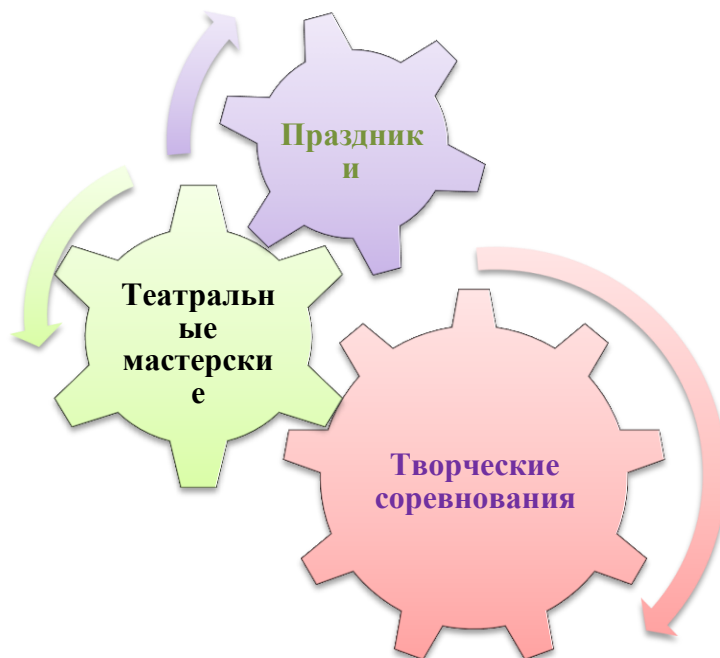 Праздник
и
Театральн
ые
мастерски
е
Творческие
соревнования